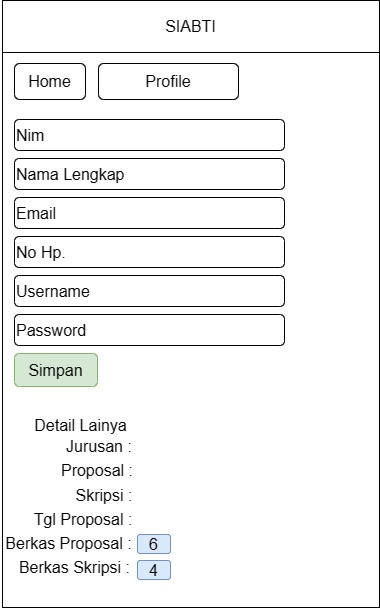 SIABTI
Home Profile
Nim
Nama Lengkap
Email
No Hp.
Username
Password
Simpan
Detail Lainya
Jurusan :
Proposal :
Skripsi :
Tgl Proposal :
Berkas Proposal : 6
Berkas Skripsi : 4